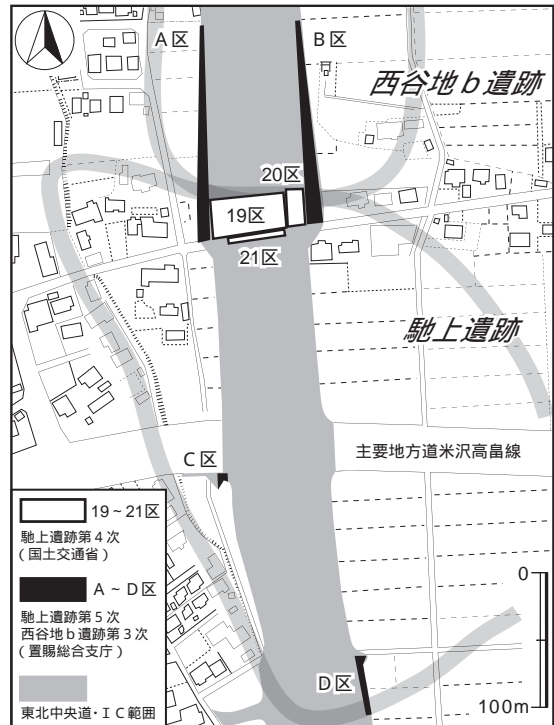 A区
B区
西谷地b遺跡
20区
19区
21区
馳上遺跡
主要地方道米沢高畠線
C区
19~21区
馳上遺跡第4次
(国土交通省)
A~D区
馳上遺跡第5次
西谷地b遺跡第3次
(置賜総合支庁)
東北中央道・IC範囲
D区
0
100m